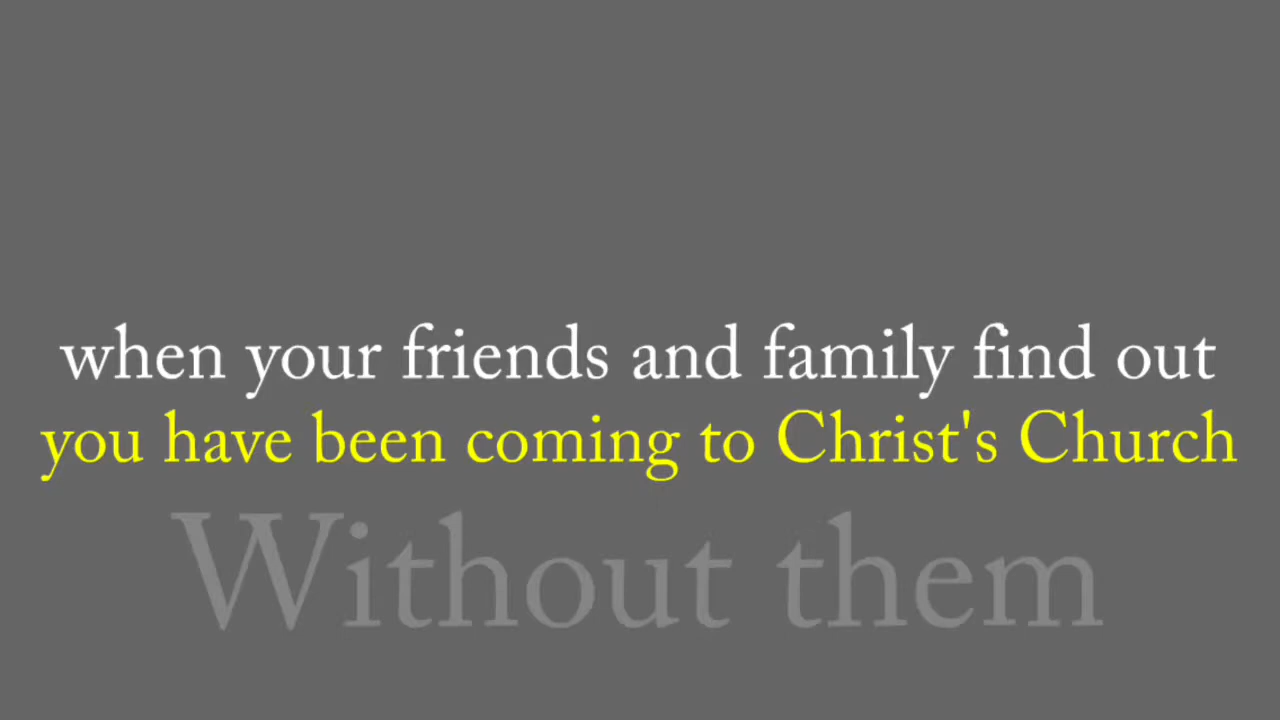 when your friends and family find out
you have been coming to Christ's Church
Without them